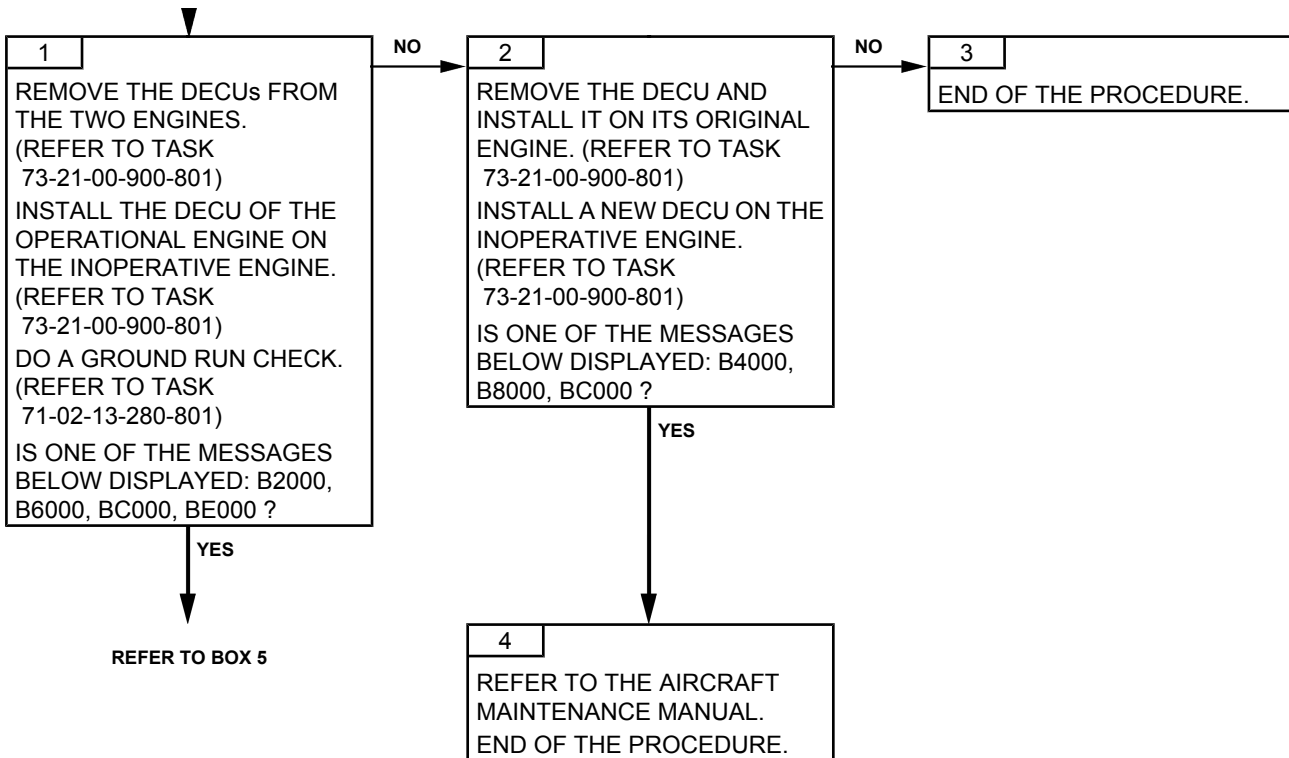 1
REMOVE THE DECUs FROM
THE TWO ENGINES.
(REFER TO TASK
73-21-00-900-801)
INSTALL THE DECU OF THE
OPERATIONAL ENGINE ON
THE INOPERATIVE ENGINE.
(REFER TO TASK
73-21-00-900-801)
DO A GROUND RUN CHECK.
(REFER TO TASK
71-02-13-280-801)
IS ONE OF THE MESSAGES
BELOW DISPLAYED: B2000,
B6000, BC000, BE000 ?
NO
YES
REFER TO BOX 5
2
REMOVE THE DECU AND
INSTALL IT ON ITS ORIGINAL
ENGINE. (REFER TO TASK
73-21-00-900-801)
INSTALL A NEW DECU ON THE
INOPERATIVE ENGINE.
(REFER TO TASK
73-21-00-900-801)
IS ONE OF THE MESSAGES
BELOW DISPLAYED: B4000,
B8000, BC000 ?
NO
YES
3
END OF THE PROCEDURE.
4
REFER TO THE AIRCRAFT
MAINTENANCE MANUAL.
END OF THE PROCEDURE.